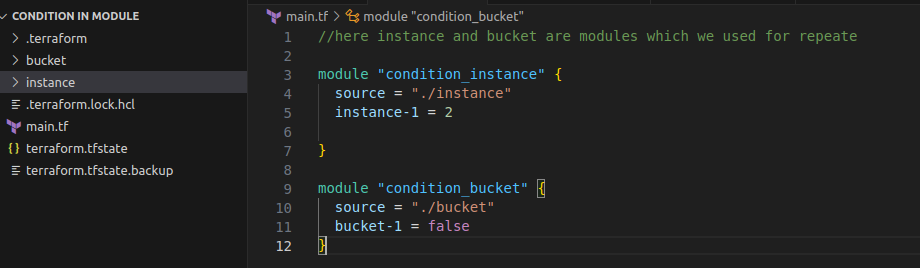 CONDITION IN MODULE
.terraform
bucket
instance
.terraform.lock.hcl
main.tf
terraform.tfstate
terraform.tfstate.backup
main.tf > module "condition_bucket"
1 //here instance and bucket are modules which we used for repeate
2
3 module "condition_instance" {
4 source = "./instance"
5 instance-1 = 2
6
7 }
8
9 module "condition_bucket" {
10 source = "./bucket"
11 bucket-1 = false
12 }